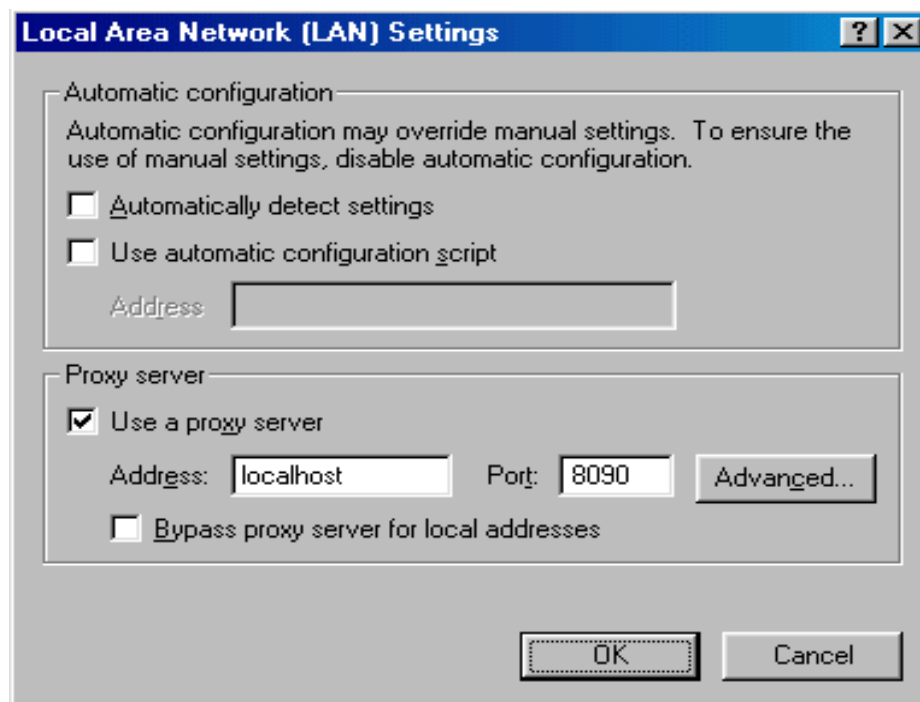 Local Area Network (LAN) Settings
Automatic configuration
Automatic configuration may override manual settings. To ensure the
use of manual settings, disable automatic configuration.
Automatically detect settings
Use automatic configuration script
Address
Proxy server
Use a proxy server
Address: localhost Port: 8090 Advanced...
Bypass proxy server for local addresses
OK Cancel